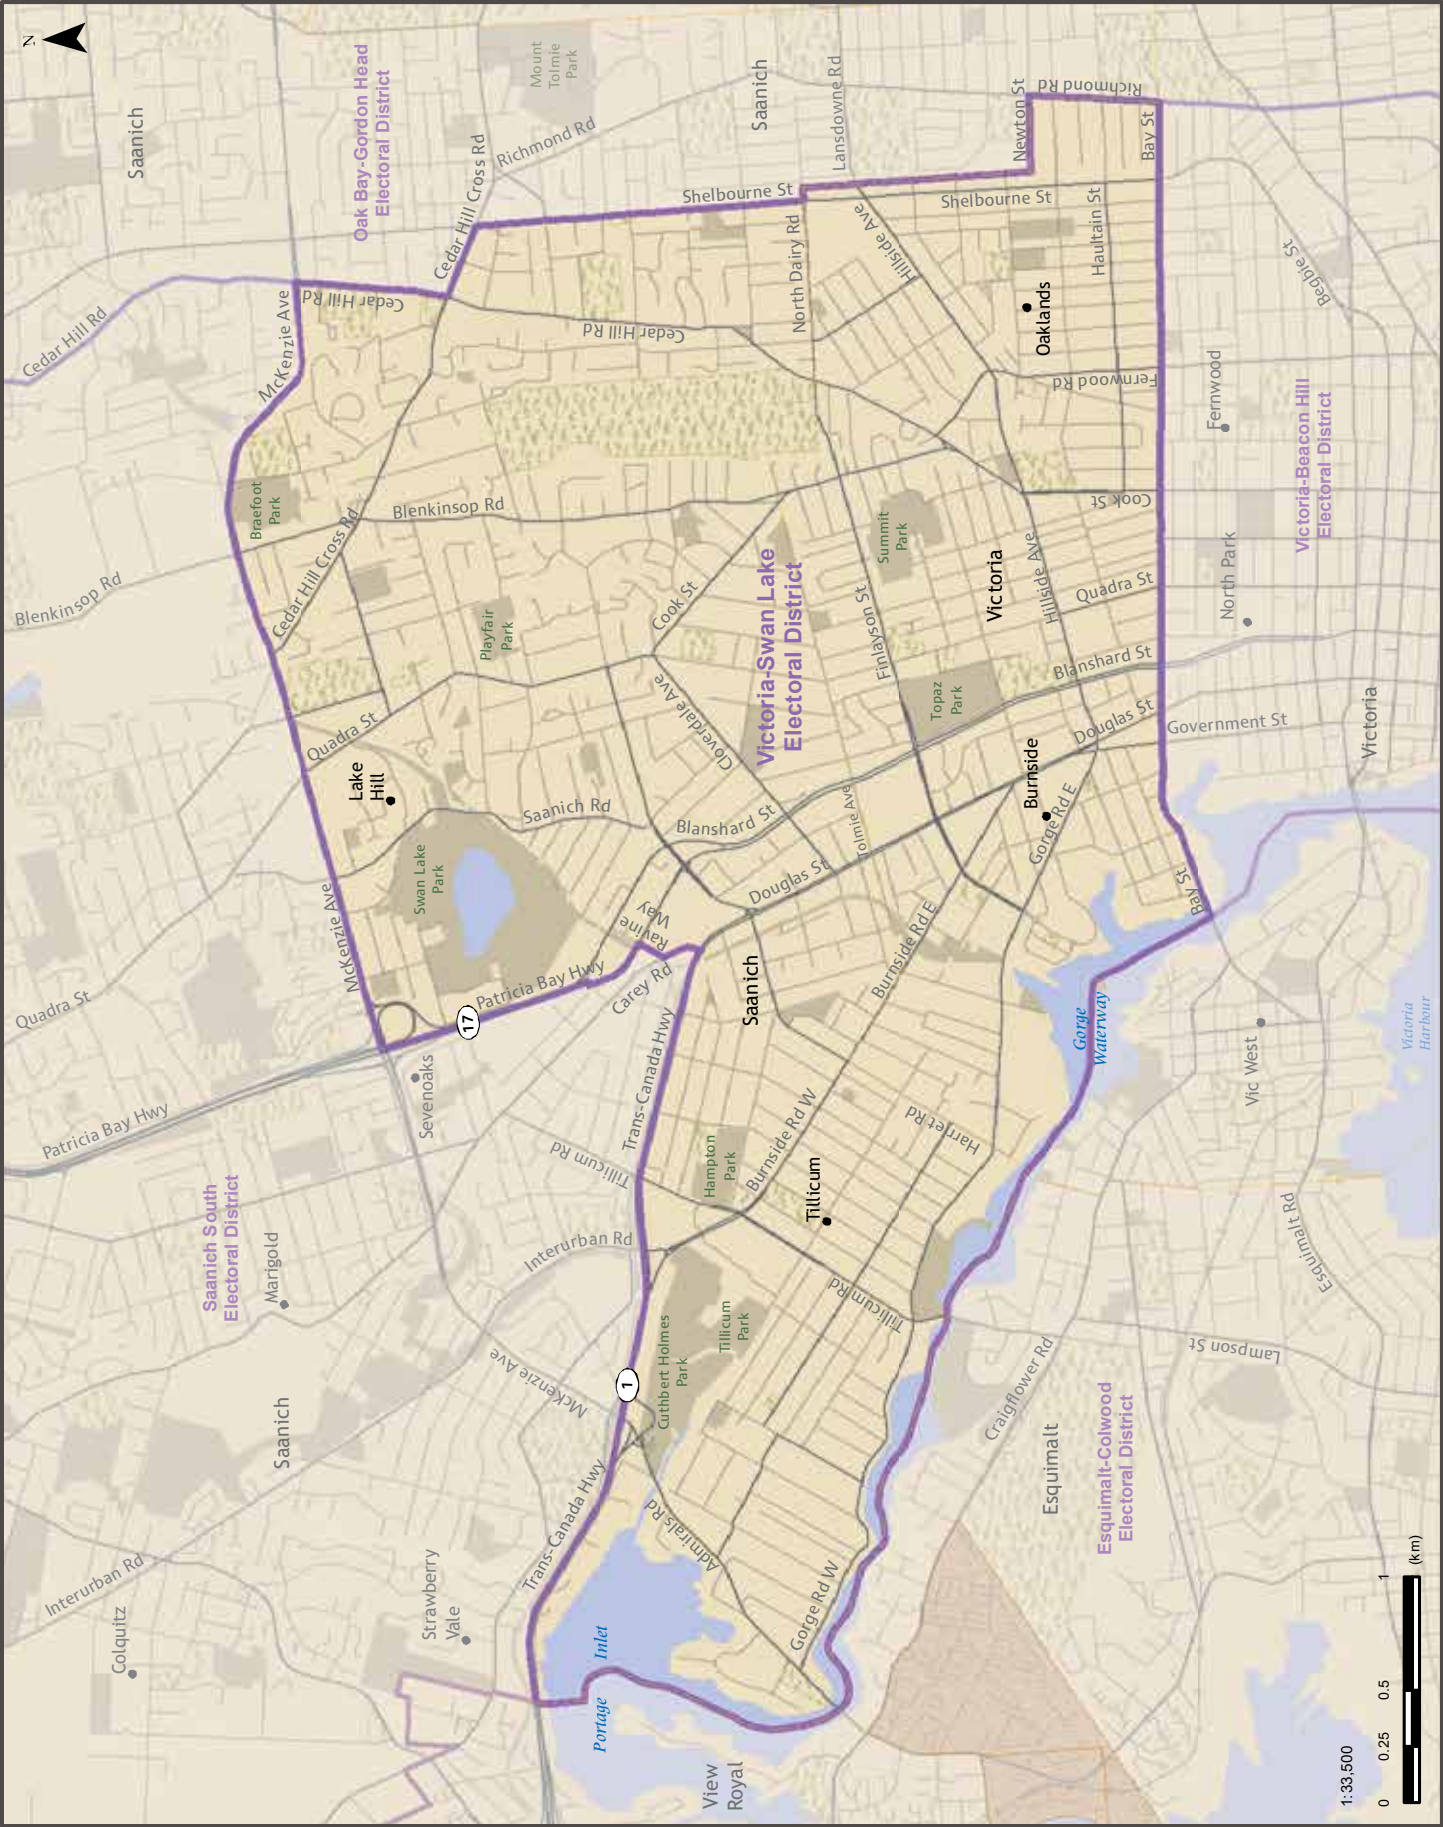 N
Saanich
Oak Bay-Gordon Head
Electoral District
Mount
Tolmie
Park
Saanich
Lansdowne Rd
Newton St
Richmond Rd
Bay St
Richmond Rd
Cedar Hill Cross Rd
Shelbourne St
Shelbourne St
Haultain St
Hillside Ave
North Dairy Rd
Begbie St
Cedar Hill Rd
Cedar Hill Rd
McKenzie Ave
Cedar Hill Rd
Oaklands
Fernwood Rd
Fernwood
Victoria-Beacon Hill
Electoral District
Braefoot
Park
Blenkinsop Rd
Blenkinsop Rd
Cedar Hill Cross Rd
Summit
Park
Cook St
Cook St
Victoria
Hillside Ave
Quadra St
North Park
Playfair
Park
Victoria-Swan Lake
Electoral District
Finlayson St
Topaz
Park
Blanshard St
Douglas St
Government St
Victoria
Quadra St
Cloverdale Ave
Lake
Hill
Saanich Rd
Blanshard St
Tolmie Ave
Burnside
Gorge Rd E
Swan Lake
Park
Douglas St
Bay St
McKenzie Ave
Ravine
Way
Patricia Bay Hwy
Carey Rd
Burnside Rd E
Quadra St
17
Saanich
Gorge
Waterway
Victoria
Harbour
Vic West
Sevenoaks
Patricia Bay Hwy
Trans-Canada Hwy
Tillicum Rd
Hampton
Park
Burnside Rd W
Harriet Rd
Tillicum
Saanich South
Electoral District
Marigold
Interurban Rd
Esquimalt Rd
Tillicum Rd
Tillicum
Park
Cuthbert Holmes
Park
1
McKenzie Ave
Lampson St
Craigflower Rd
Saanich
Esquimalt
Esquimalt-Colwood
Electoral District
Trans-Canada Hwy
Admirals Rd
Gorge Rd W
Interurban Rd
Colquitz
Strawberry
Vale
Portage Inlet
View
Royal
1:33,500
0 0.25 0.5 1
(km)